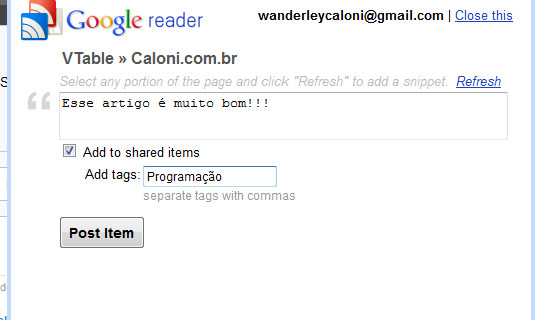 Google reader
wanderleycaloni@gmail.com | Close this
VTable » Caloni.com.br
Select any portion of the page and click "Refresh" to add a snippet. Refresh
Esse artigo é muito bom!!!
Add to shared items
Add tags: Programação
separate tags with commas
Post Item